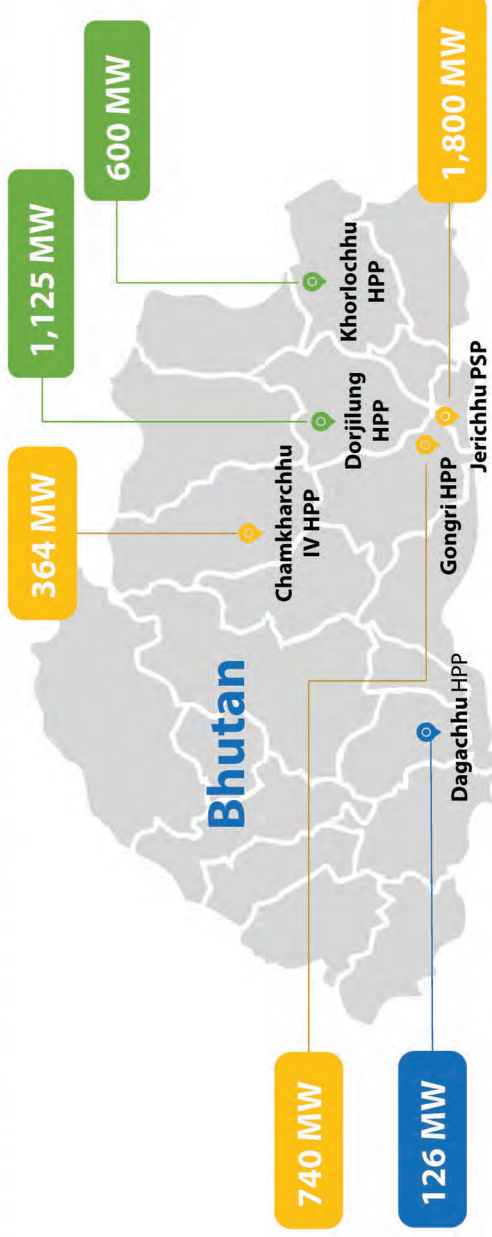 600 MW
1,125 MW
364 MW
1,800 MW
Khorlochhu
HPP
Dorjilung
HPP
Chamkharchhu
IV HPP
Bhutan
Jerichhu PSP
Gongri HPP
Dagachhu HPP
740 MW
126 MW